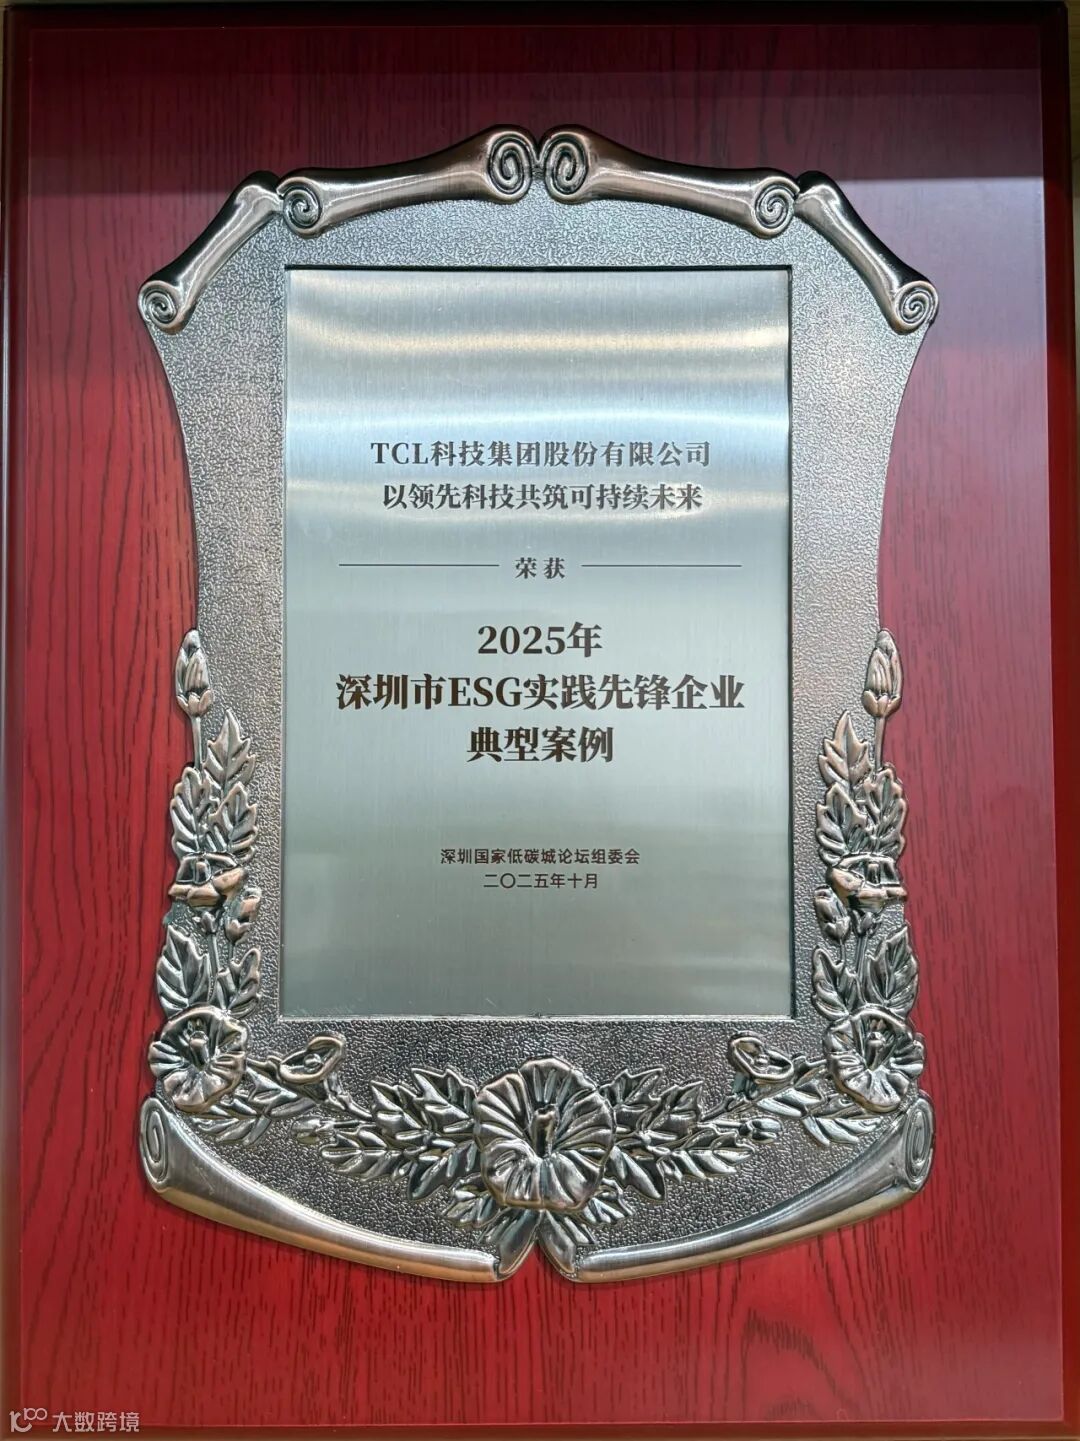 TCL科技集团股份有限公司
以领先科技共筑可持续未来
荣获
2025年
深圳市ESG实践先锋企业
典型案例
深圳国家低碳城论坛组委会
二〇二五年十月
大数跨境